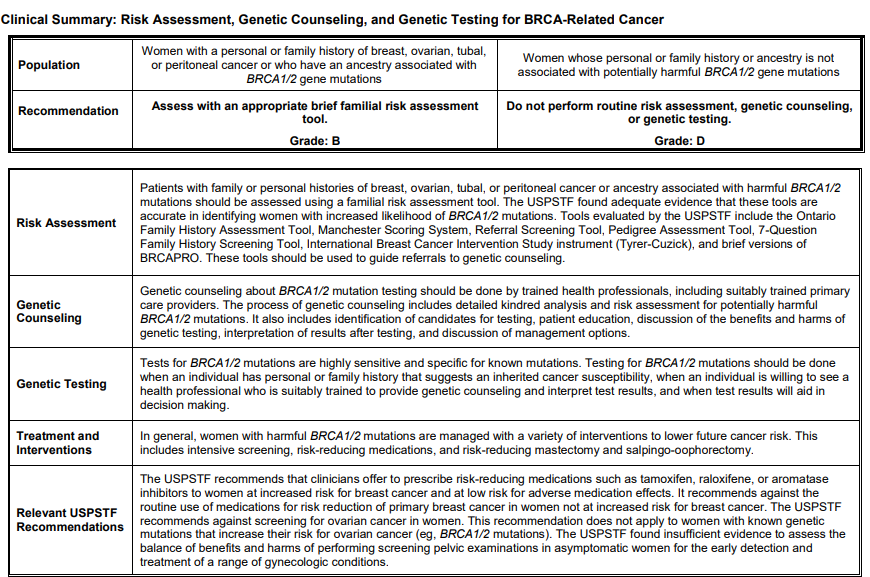 Clinical Summary: Risk Assessment, Genetic Counseling, and Genetic Testing for BRCA-Related Cancer
Population
Women with a personal or family history of breast, ovarian, tubal,
or peritoneal cancer or who have an ancestry associated with
BRCA1/2 gene mutations
Women whose personal or family history or ancestry is not
associated with potentially harmful BRCA1/2 gene mutations
Recommendation
Assess with an appropriate brief familial risk assessment
tool.
Grade: B
Do not perform routine risk assessment, genetic counseling,
or genetic testing.
Grade: D
Risk Assessment
Patients with family or personal histories of breast, ovarian, tubal, or peritoneal cancer or ancestry associated with harmful BRCA1/2
mutations should be assessed using a familial risk assessment tool. The USPSTF found adequate evidence that these tools are
accurate in identifying women with increased likelihood of BRCA1/2 mutations. Tools evaluated by the USPSTF include the Ontario
Family History Assessment Tool, Manchester Scoring System, Referral Screening Tool, Pedigree Assessment Tool, 7-Question
Family History Screening Tool, International Breast Cancer Intervention Study instrument (Tyrer-Cuzick), and brief versions of
BRCAPRO. These tools should be used to guide referrals to genetic counseling.
Genetic
Counseling
Genetic counseling about BRCA1/2 mutation testing should be done by trained health professionals, including suitably trained primary
care providers. The process of genetic counseling includes detailed kindred analysis and risk assessment for potentially harmful
BRCA1/2 mutations. It also includes identification of candidates for testing, patient education, discussion of the benefits and harms of
genetic testing, interpretation of results after testing, and discussion of management options.
Genetic Testing
Tests for BRCA1/2 mutations are highly sensitive and specific for known mutations. Testing for BRCA1/2 mutations should be done
when an individual has personal or family history that suggests an inherited cancer susceptibility, when an individual is willing to see a
health professional who is suitably trained to provide genetic counseling and interpret test results, and when test results will aid in
decision making.
Treatment and
Interventions
In general, women with harmful BRCA1/2 mutations are managed with a variety of interventions to lower future cancer risk. This
includes intensive screening, risk-reducing medications, and risk-reducing mastectomy and salpingo-oophorectomy.
Relevant USPSTF
Recommendations
The USPSTF recommends that clinicians offer to prescribe risk-reducing medications such as tamoxifen, raloxifene, or aromatase
inhibitors to women at increased risk for breast cancer and at low risk for adverse medication effects. It recommends against the
routine use of medications for risk reduction of primary breast cancer in women not at increased risk for breast cancer. The USPSTF
recommends against screening for ovarian cancer in women. This recommendation does not apply to women with known genetic
mutations that increase their risk for ovarian cancer (eg, BRCA1/2 mutations). The USPSTF found insufficient evidence to assess the
balance of benefits and harms of performing screening pelvic examinations in asymptomatic women for the early detection and
treatment of a range of gynecologic conditions.